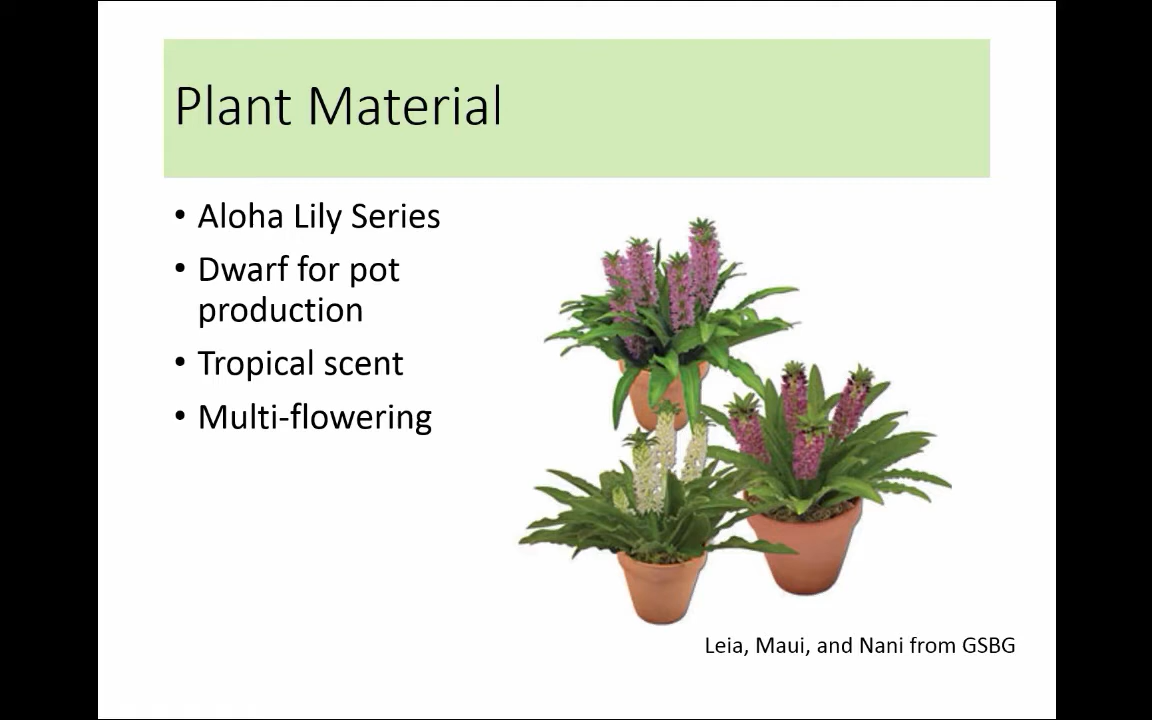 Plant Material
• Aloha Lily Series
• Dwarf for pot
production
• Tropical scent
• Multi-flowering
Leia, Maui, and Nani from GSBG